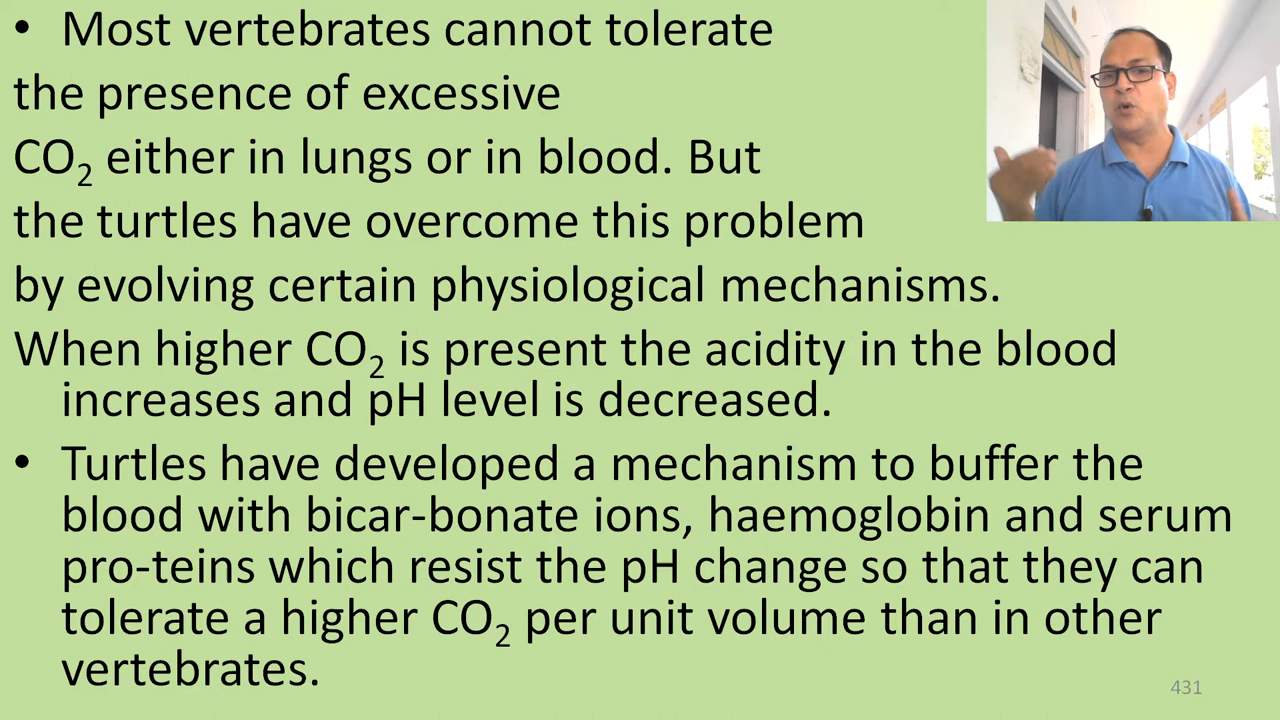 • Most vertebrates cannot tolerate
the presence of excessive
CO₂ either in lungs or in blood. But
the turtles have overcome this problem
by evolving certain physiological mechanisms.
When higher CO₂ is present the acidity in the blood
increases and pH level is decreased.
• Turtles have developed a mechanism to buffer the
blood with bicar-bonate ions, haemoglobin and serum
pro-teins which resist the pH change so that they can
tolerate a higher CO₂ per unit volume than in other
vertebrates.
431